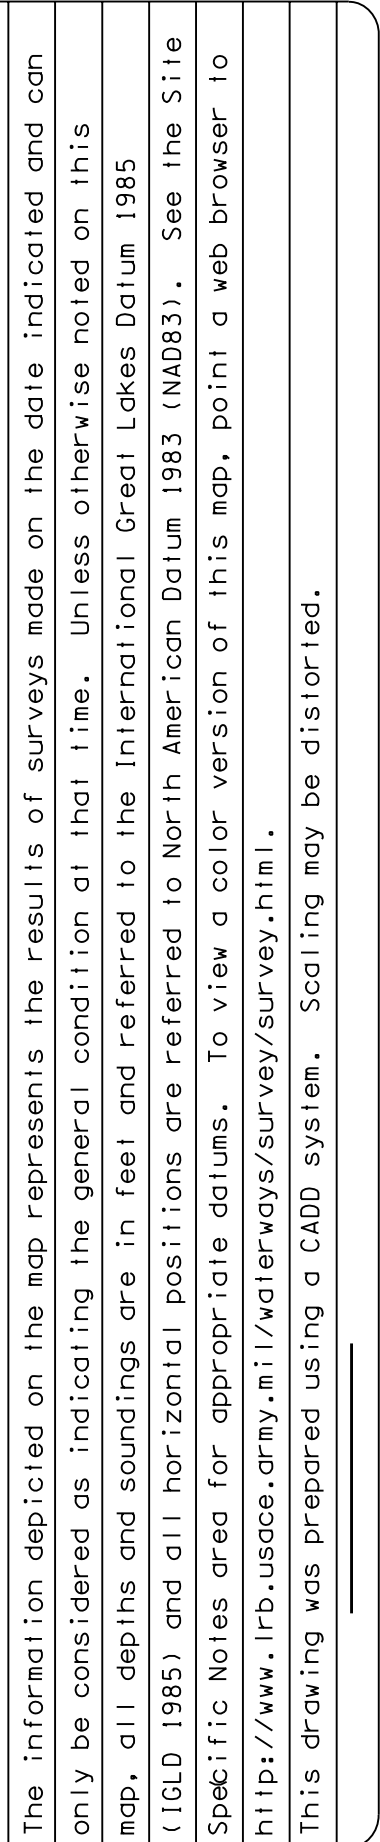 The information depicted on the map represents the results of surveys made on the date indicated and can
only be considered as indicating the general condition at that time.  Unless otherwise noted on this
map, all depths and soundings are in feet and referred to the International Great Lakes Datum 1985
(IGLD 1985) and all horizontal positions are referred to North American Datum 1983 (NAD83).  See the Site
Specific Notes area for appropriate datums.  To view a color version of this map, point a web browser to
http://www.lrb.usace.army.mil/waterways/survey/survey.html.
This drawing was prepared using a CADD system.  Scaling may be distorted.